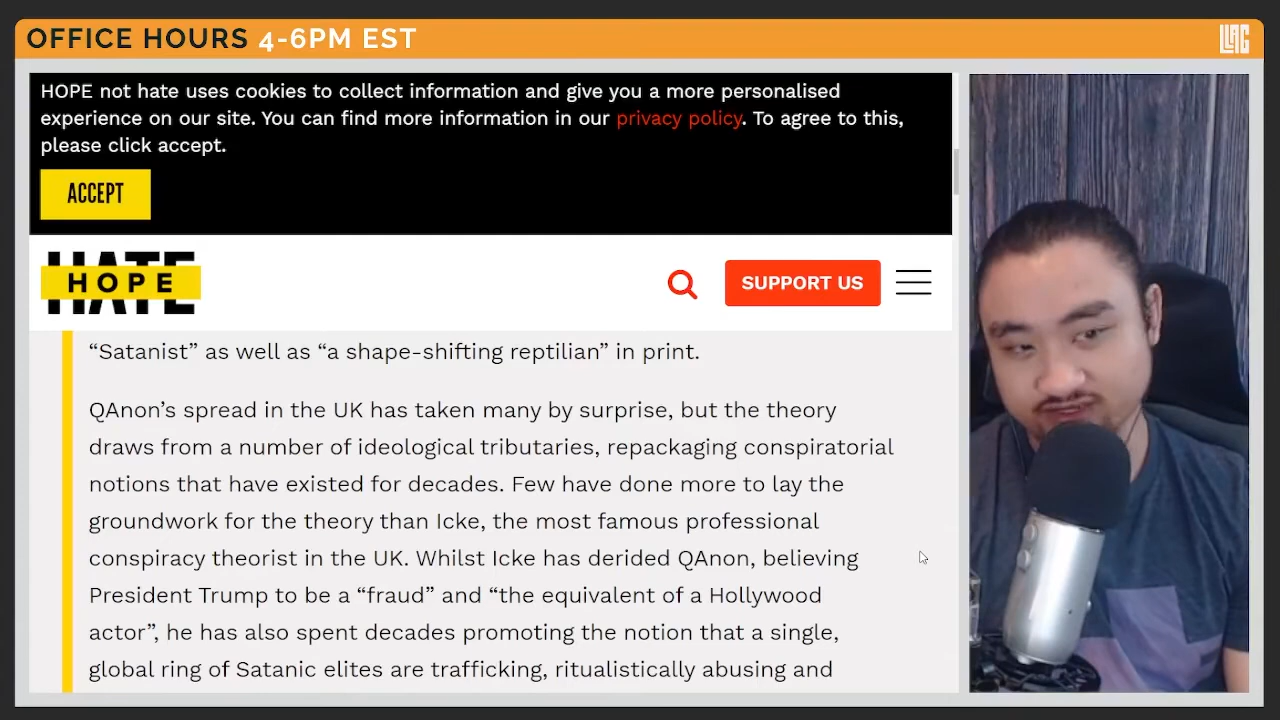 OFFICE HOURS 4-6PM EST
LLAG
HOPE not hate uses cookies to collect information and give you a more personalised
experience on our site. You can find more information in our privacy policy. To agree to this,
please click accept.
ACCEPT
HATE
HOPE
SUPPORT US
“Satanist” as well as “a shape-shifting reptilian” in print.
QAnon’s spread in the UK has taken many by surprise, but the theory
draws from a number of ideological tributaries, repackaging conspiratorial
notions that have existed for decades. Few have done more to lay the
groundwork for the theory than Icke, the most famous professional
conspiracy theorist in the UK. Whilst Icke has derided QAnon, believing
President Trump to be a “fraud” and “the equivalent of a Hollywood
actor”, he has also spent decades promoting the notion that a single,
global ring of Satanic elites are trafficking, ritualistically abusing and